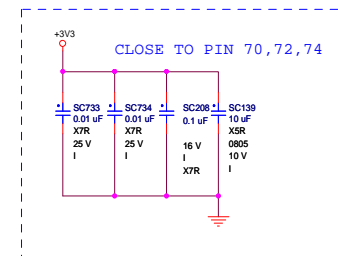 +3V3
CLOSE TO PIN 70,72,74
SC733
0.01 uF
X7R
25 V
I
SC734
0.01 uF
X7R
25 V
I
SC208
0.1 uF
16 V
I
X7R
SC139
10 uF
X5R
0805
10 V
I